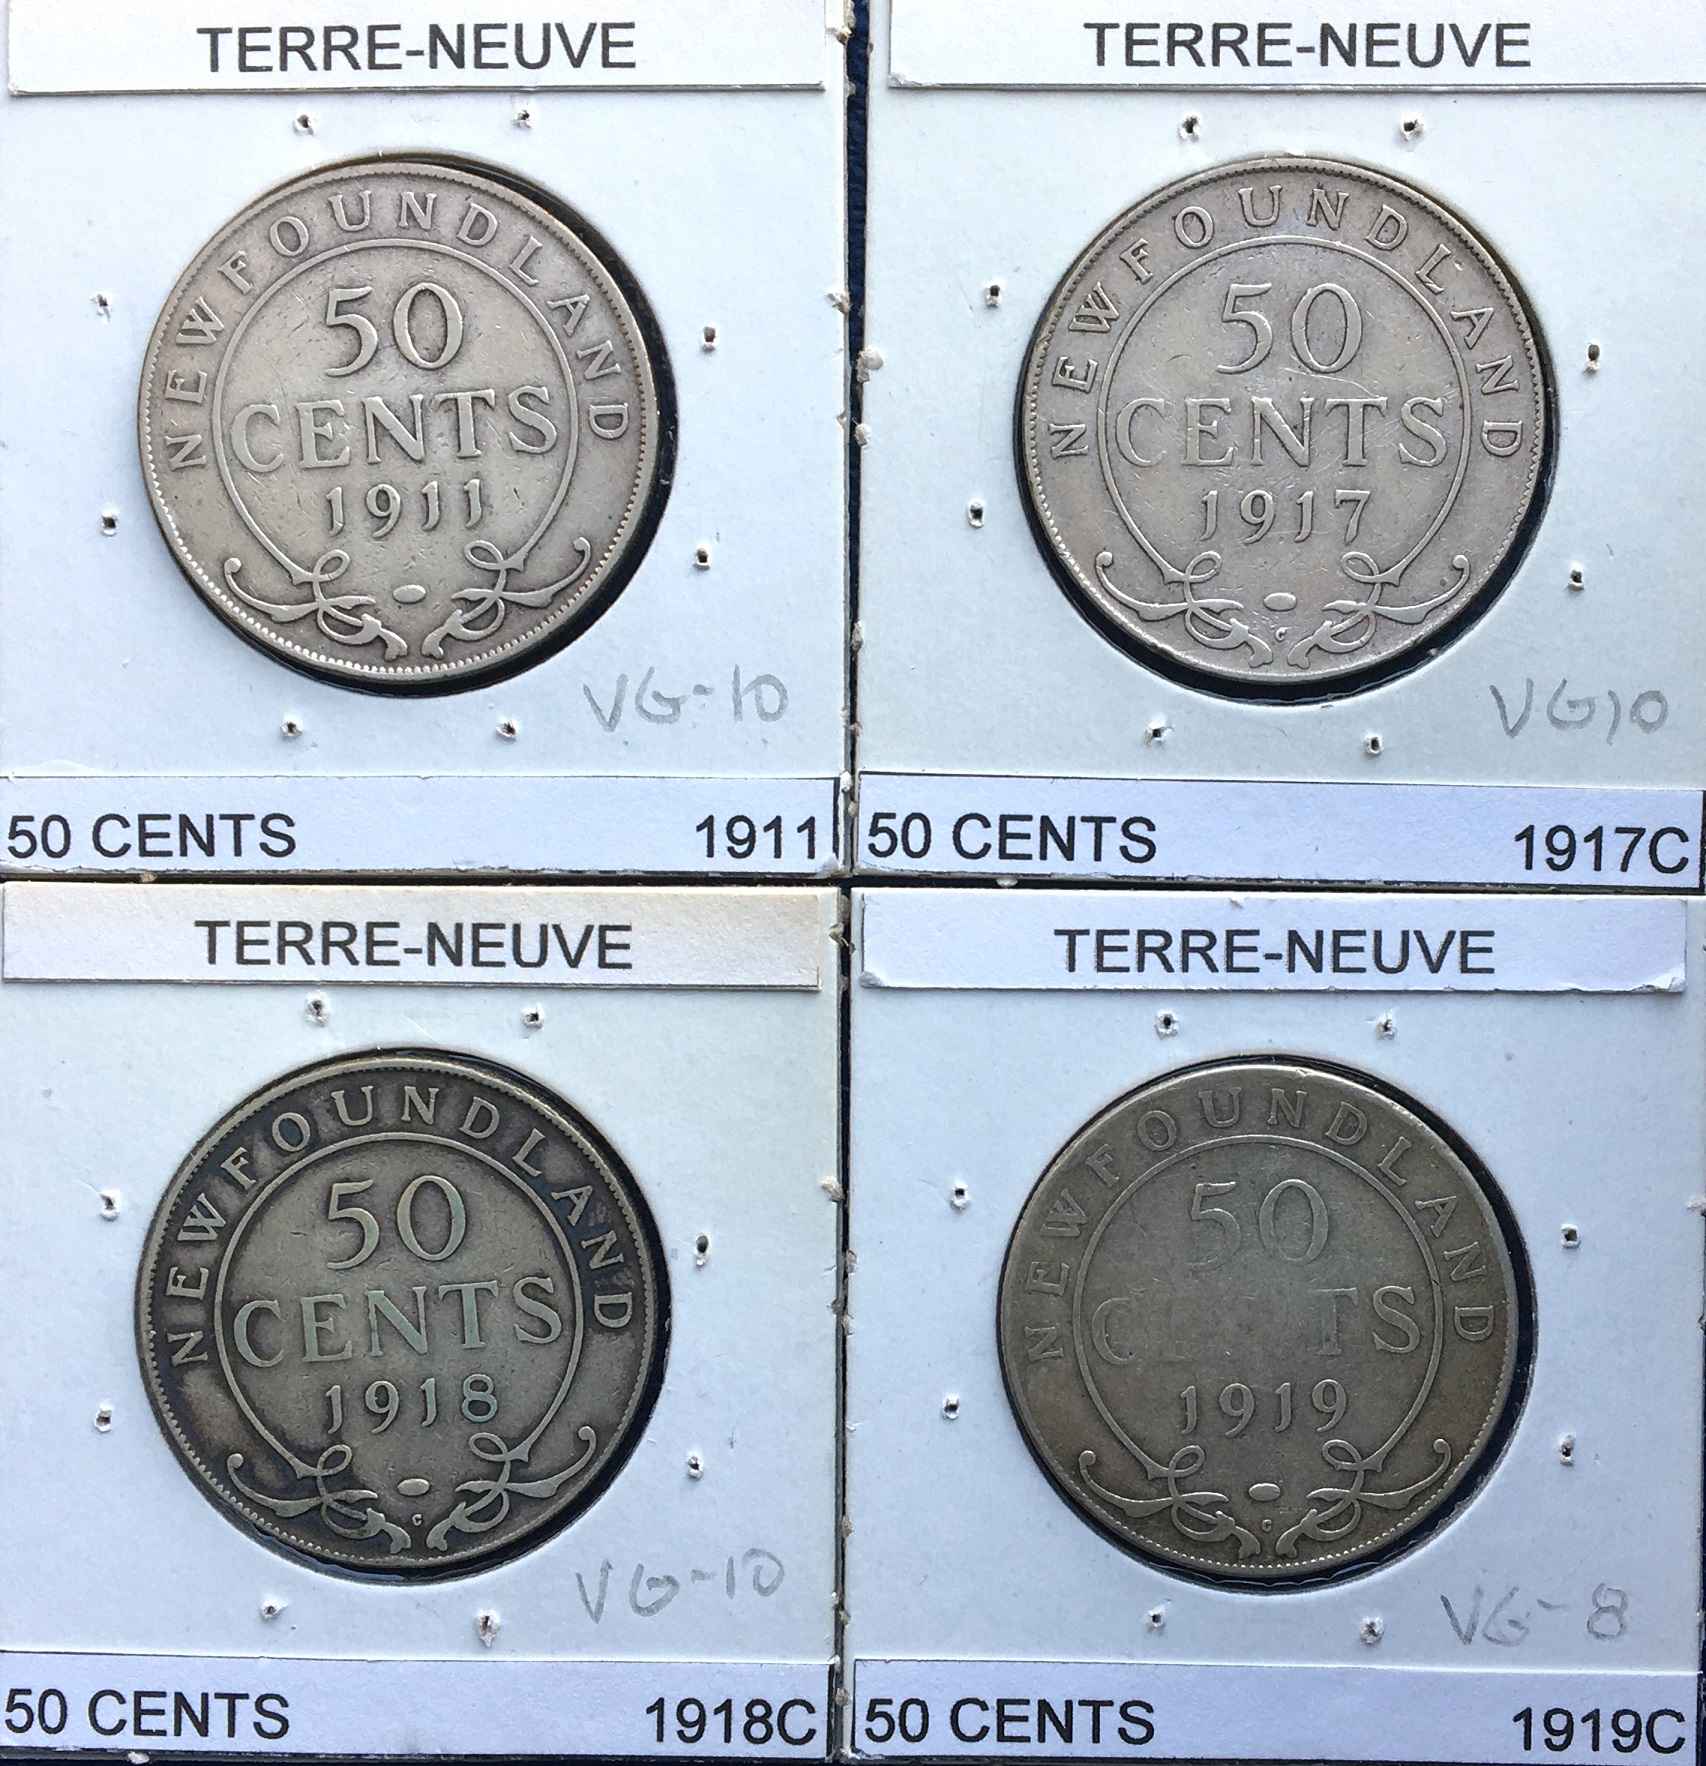 TERRE-NEUVE
NEWFOUNDLAND
50
CENTS
1911
VG-10
50 CENTS 1911
TERRE-NEUVE
NEWFOUNDLAND
50
CENTS
1917
C
VG10
50 CENTS 1917C
TERRE-NEUVE
NEWFOUNDLAND
50
CENTS
1918
C
VG-10
50 CENTS 1918C
TERRE-NEUVE
NEWFOUNDLAND
50
CENTS
1919
C
VG-8
50 CENTS 1919C